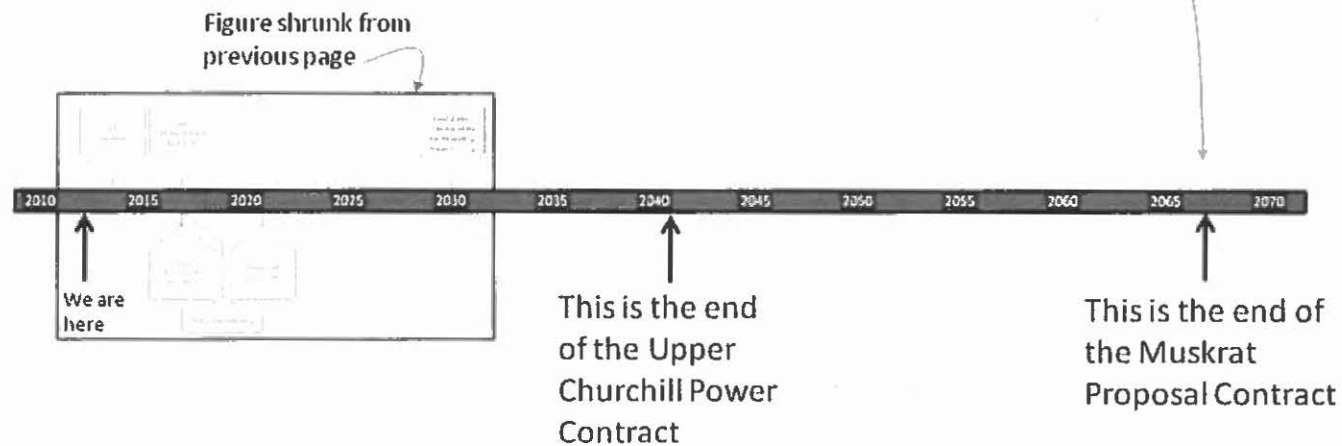 Figure shrunk from
previous page
2010 2015 2020 2025 2030 2035 2040 2045 2050 2055 2060 2065 2070
We are
here
This is the end
of the Upper
Churchill Power
Contract
This is the end of
the Muskrat
Proposal Contract